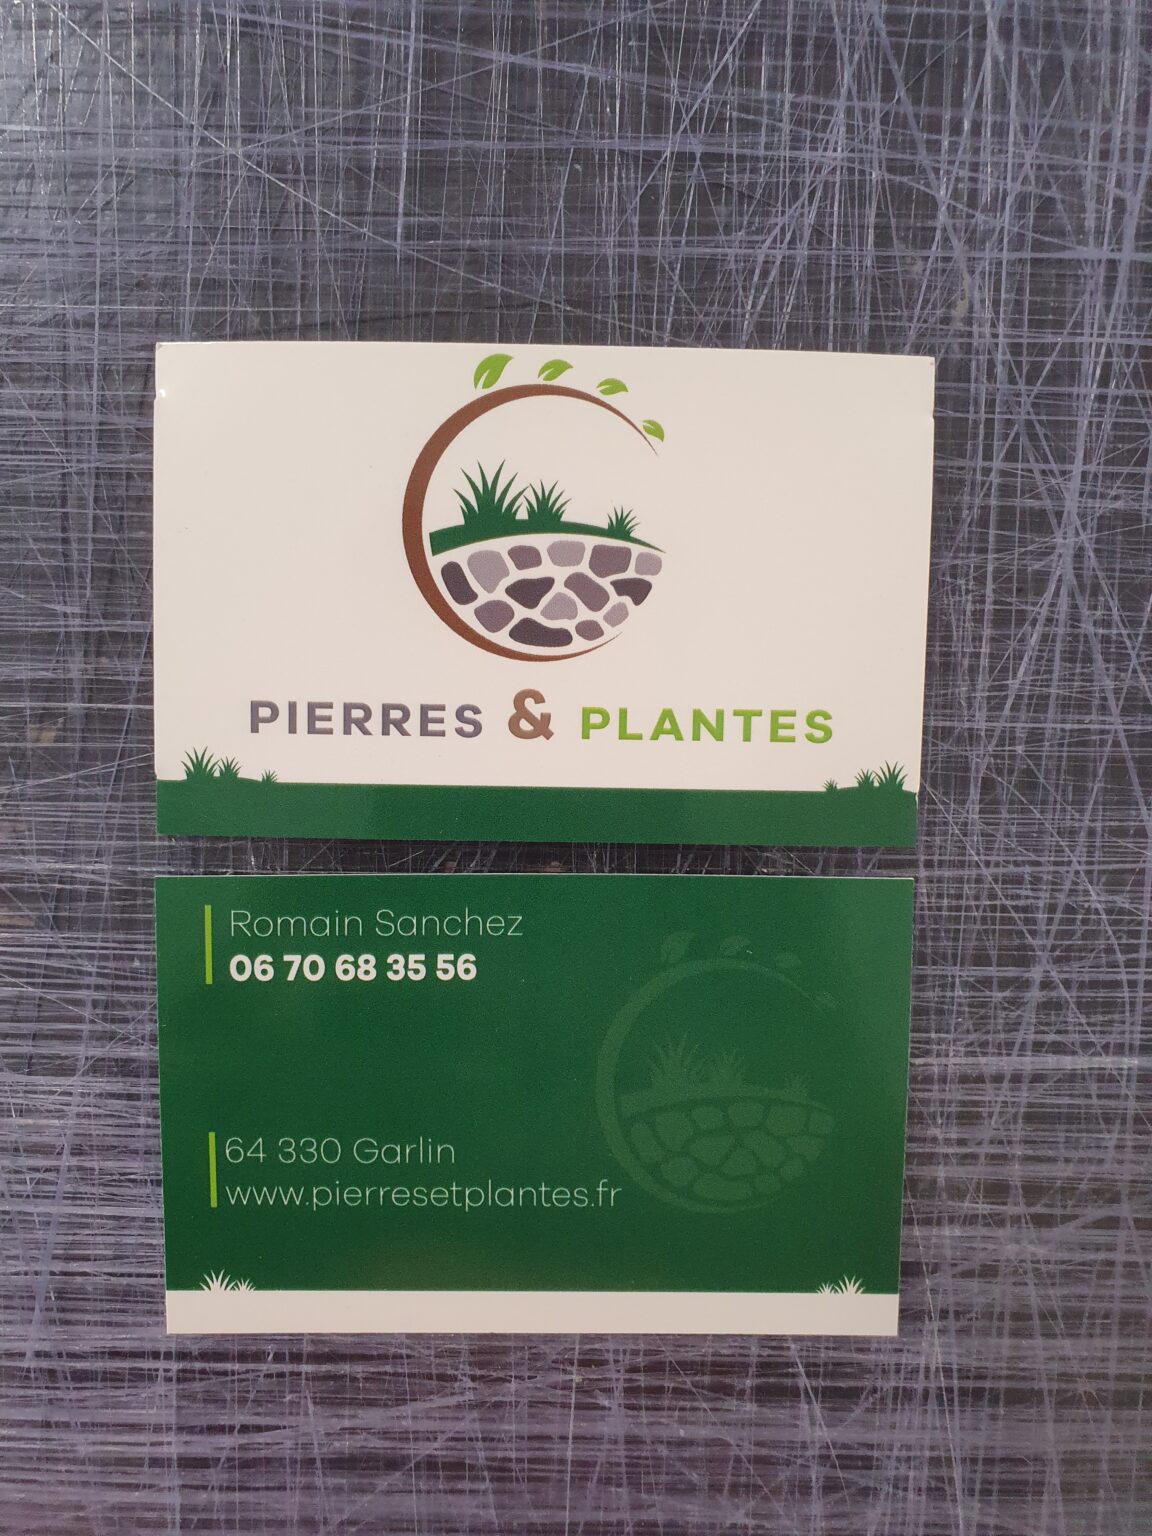 PIERRES & PLANTES
Romain Sanchez
06 70 68 35 56
64 330 Garlin
www.pierresetplantes.fr